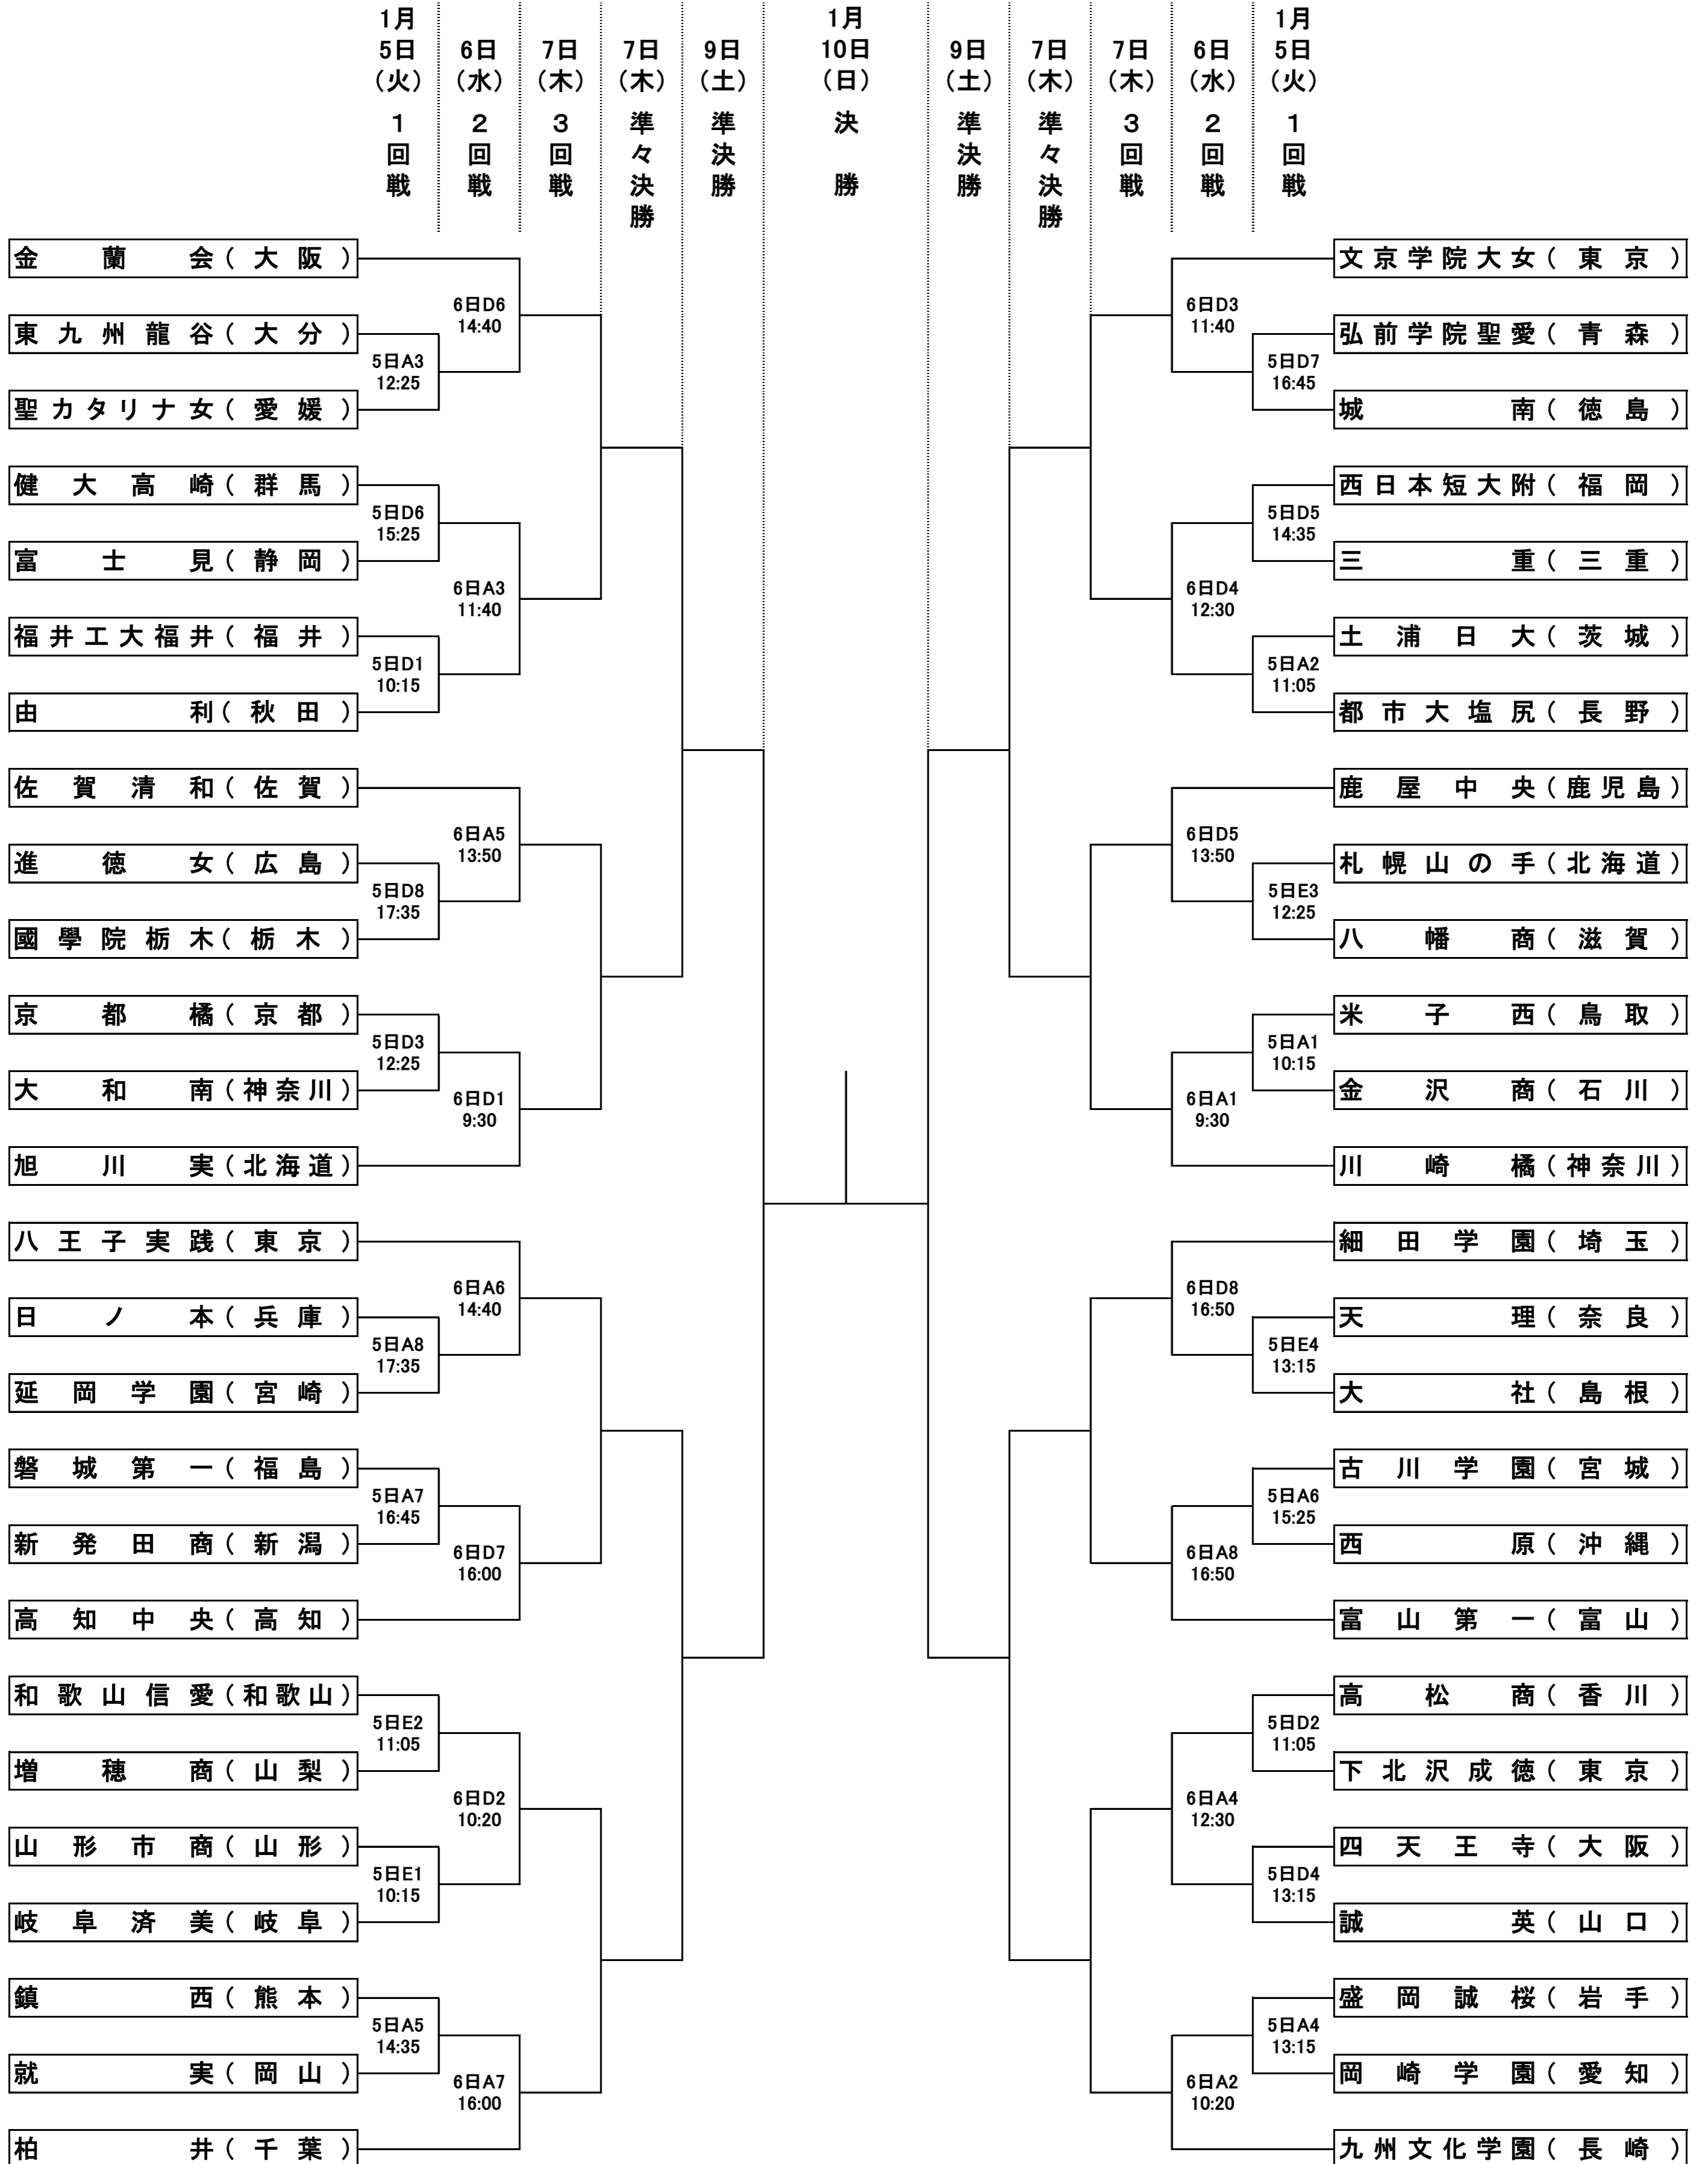 1月
5日
（火）
1回戦
6日
（水）
2回戦
7日
（木）
3回戦
7日
（木）
準々決勝
9日
（土）
準決勝
1月
10日
（日）
決勝
9日
（土）
準決勝
7日
（木）
準々決勝
7日
（木）
3回戦
6日
（水）
2回戦
1月
5日
（火）
1回戦
金蘭会（大阪）
6日D6
14:40
東九州龍谷（大分）
5日A3
12:25
聖カタリナ女（愛媛）
健大高崎（群馬）
5日D6
15:25
富士見（静岡）
6日A3
11:40
福井工大福井（福井）
5日D1
10:15
由利（秋田）
佐賀清和（佐賀）
6日A5
13:50
進徳女（広島）
5日D8
17:35
國學院栃木（栃木）
京都橘（京都）
5日D3
12:25
大和南（神奈川）
6日D1
9:30
旭川実（北海道）
八王子実践（東京）
6日A6
14:40
日ノ本（兵庫）
5日A8
17:35
延岡学園（宮崎）
磐城第一（福島）
5日A7
16:45
新発田商（新潟）
6日D7
16:00
高知中央（高知）
和歌山信愛（和歌山）
5日E2
11:05
増穂商（山梨）
6日D2
10:20
山形市商（山形）
5日E1
10:15
岐阜済美（岐阜）
鎮西（熊本）
5日A5
14:35
就実（岡山）
6日A7
16:00
柏井（千葉）
文京学院大女（東京）
6日D3
11:40
弘前学院聖愛（青森）
5日D7
16:45
城南（徳島）
西日本短大附（福岡）
5日D5
14:35
三重（三重）
6日D4
12:30
土浦日大（茨城）
5日A2
11:05
都市大塩尻（長野）
鹿屋中央（鹿児島）
6日D5
13:50
札幌山の手（北海道）
5日E3
12:25
八幡商（滋賀）
米子西（鳥取）
5日A1
10:15
金沢商（石川）
6日A1
9:30
川崎橘（神奈川）
細田学園（埼玉）
6日D8
16:50
天理（奈良）
5日E4
13:15
大社（島根）
古川学園（宮城）
5日A6
15:25
西原（沖縄）
6日A8
16:50
富山第一（富山）
高松商（香川）
5日D2
11:05
下北沢成徳（東京）
6日A4
12:30
四天王寺（大阪）
5日D4
13:15
誠英（山口）
盛岡誠桜（岩手）
5日A4
13:15
岡崎学園（愛知）
6日A2
10:20
九州文化学園（長崎）